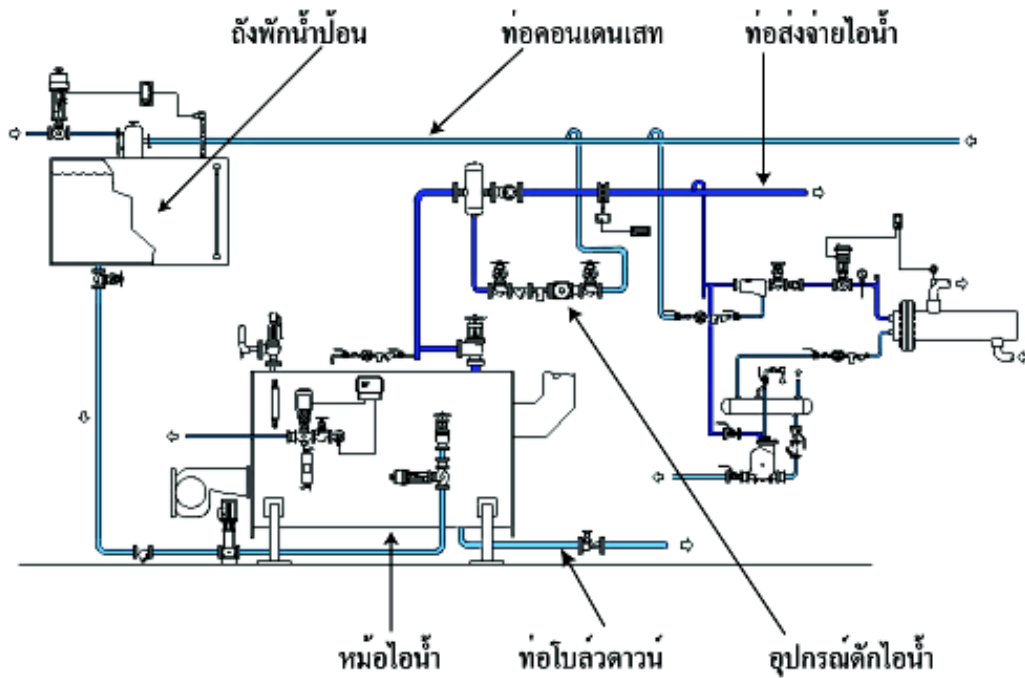 ถังพักน้ำป้อน
ท่อคอนเดนเสท
ท่อส่งจ่ายไอน้ำ
หม้อไอน้ำ
ท่อโบล์วดาวน์
อุปกรณ์ดักไอน้ำ